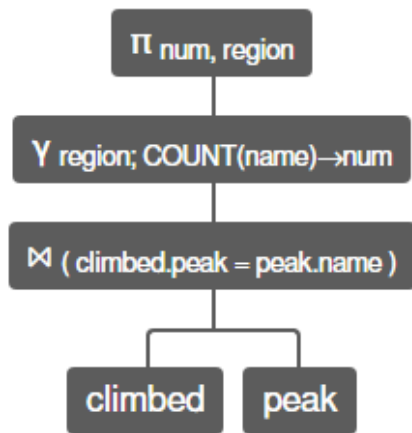 π num, region
γ region; COUNT(name)→num
⋈ ( climbed.peak = peak.name )
climbed peak